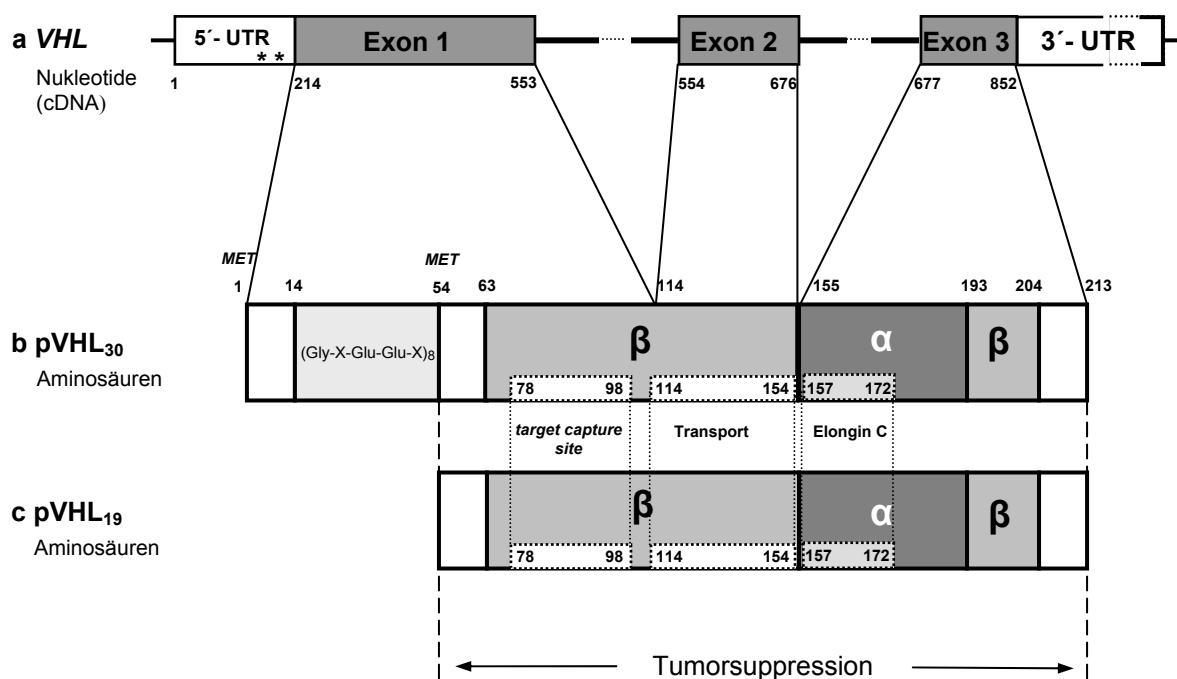 a VHL 5´- UTR * * Exon 1 Exon 2 Exon 3 3´- UTR
Nukleotide 1 214 553 554 676 677 852
(cDNA)
MET MET
1 14 54 63 114 155 193 204 213
b pVHL30 (Gly-X-Glu-Glu-X)8 β α β
Aminosäuren
78 98 114 154 157 172
target capture Transport Elongin C
site
c pVHL19 β α β
Aminosäuren
78 98 114 154 157 172
Tumorsuppression